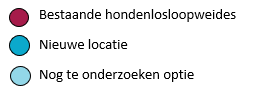 Bestaande hondenlosloopweides
Nieuwe locatie
Nog te onderzoeken optie